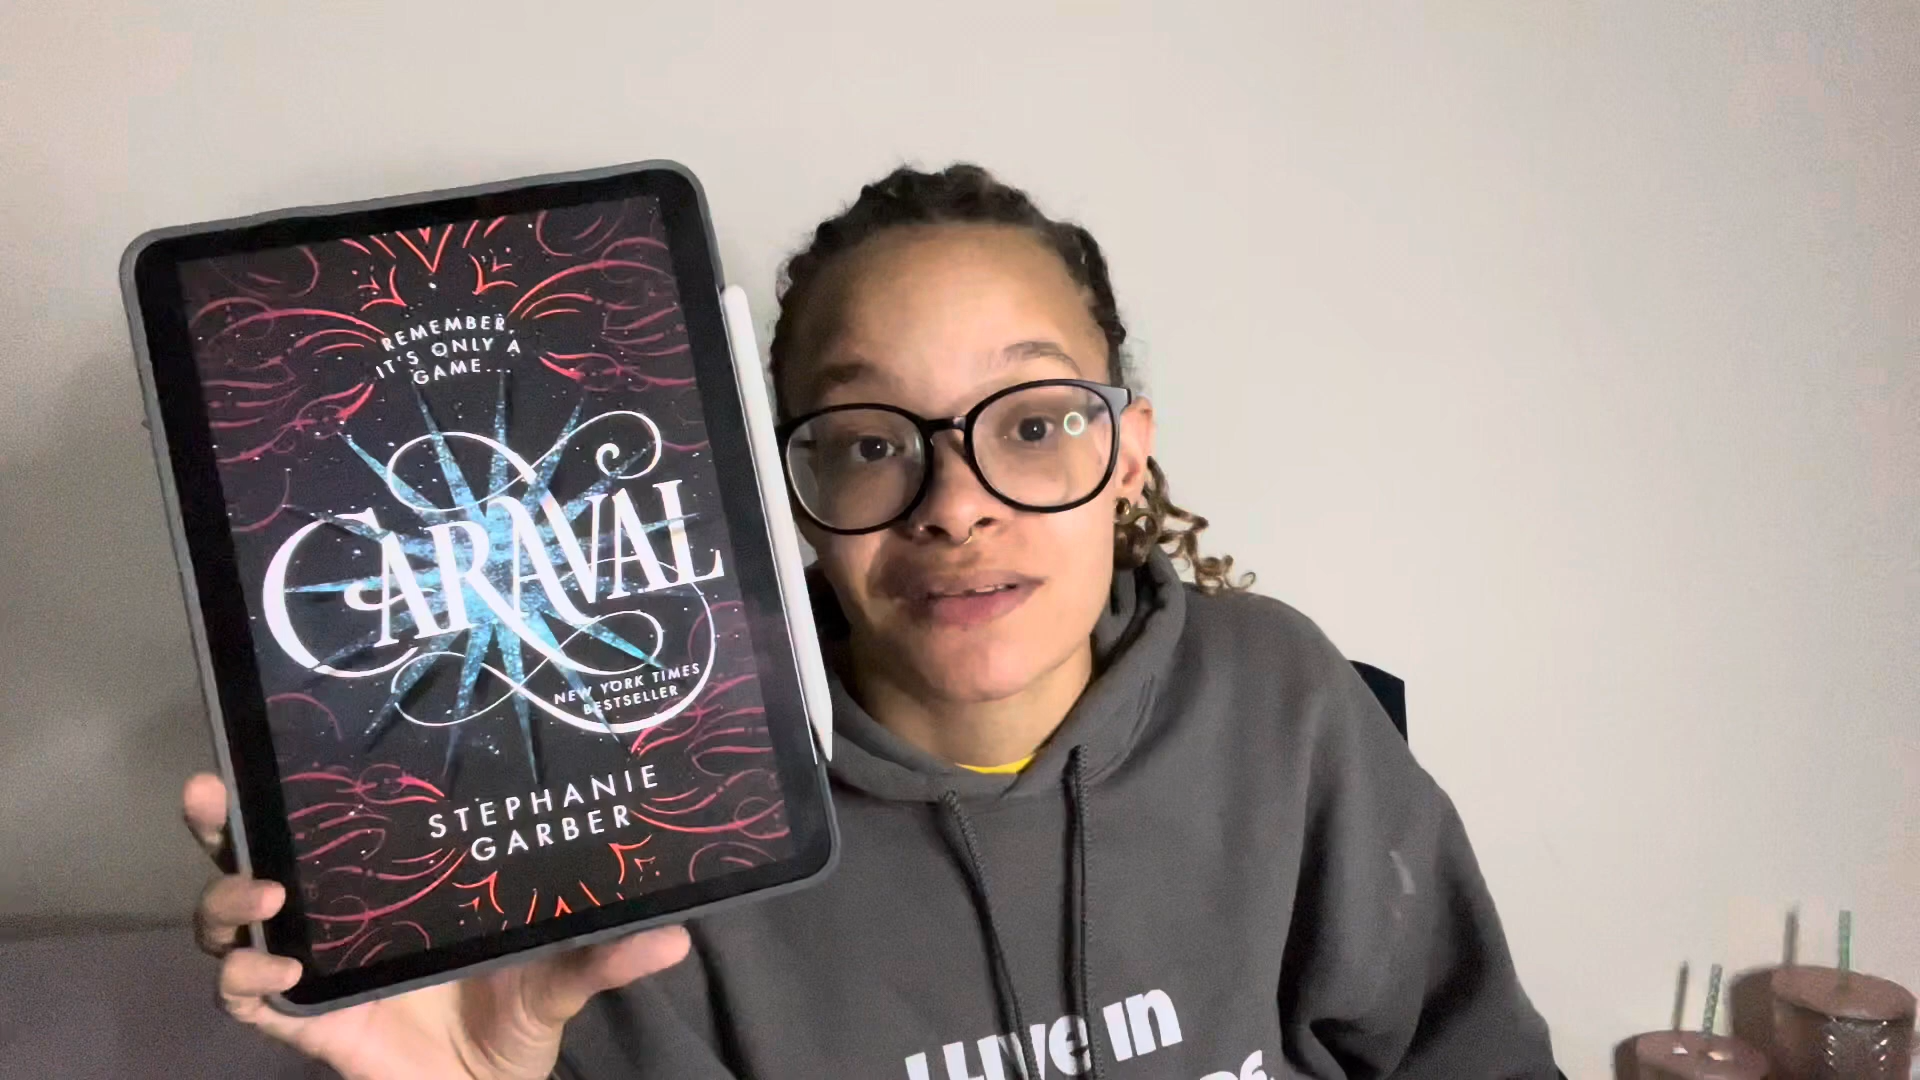 REMEMBER,
IT'S ONLY A
GAME...
CARAVAL
NEW YORK TIMES
BESTSELLER
STEPHANIE
GARBER
I LIVE IN